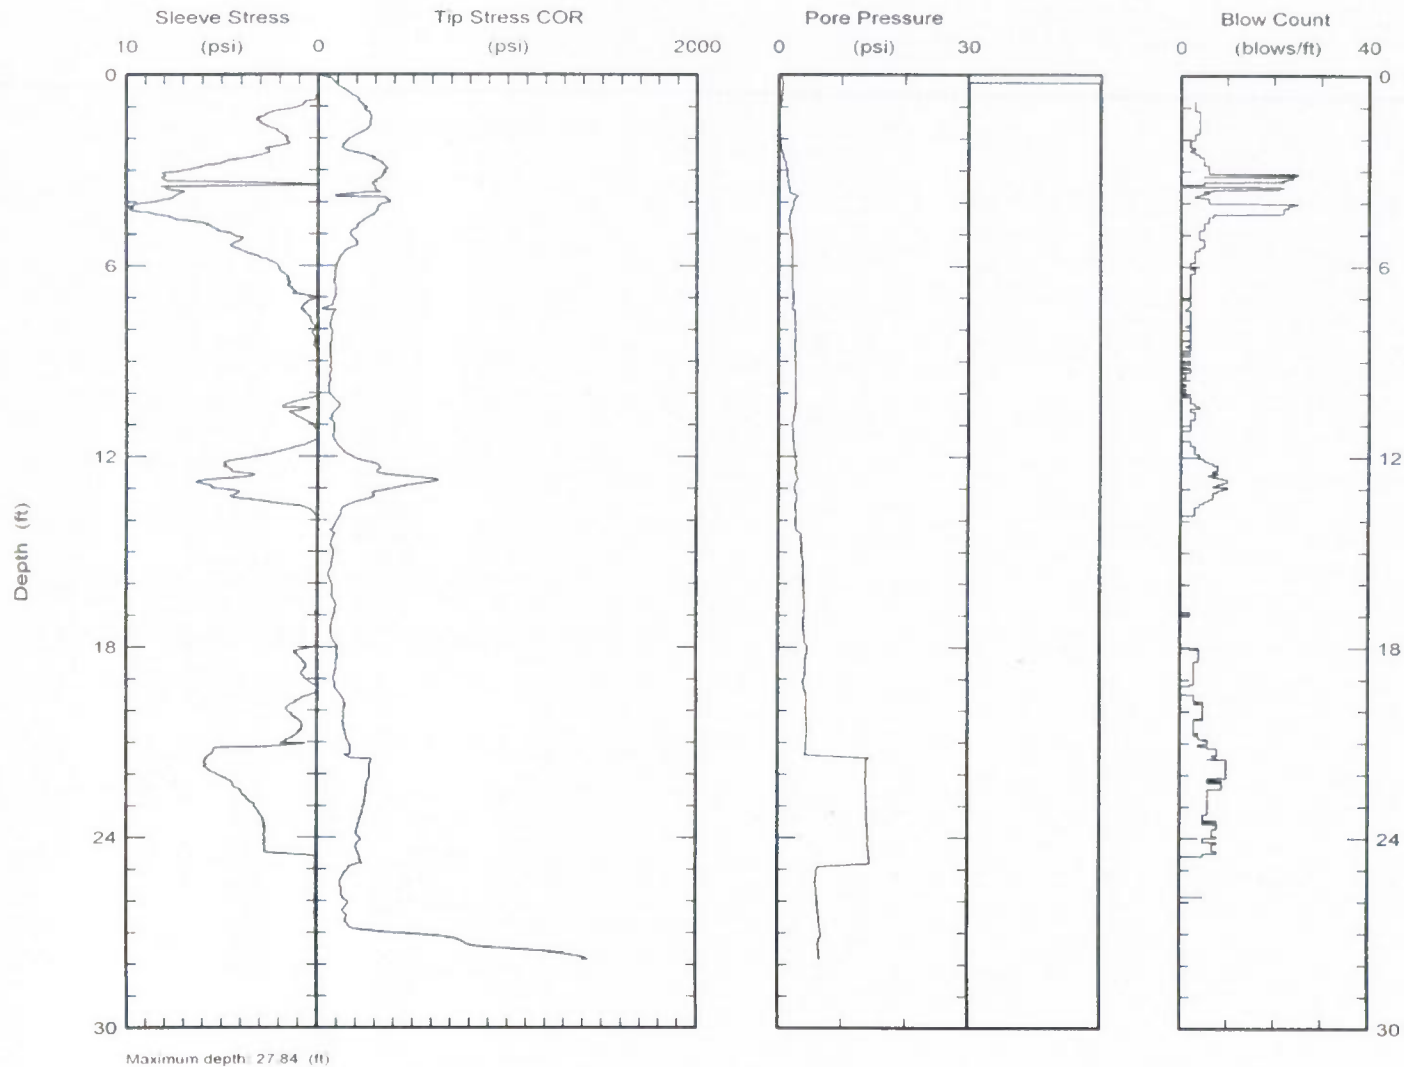 Sleeve Stress Tip Stress COR Pore Pressure Blow Count
10 (psi) 0 (psi) 2000 0 (psi) 30 0 (blows/ft) 40
0 0
6 6
12 12
Depth (ft)
18 18
24 24
30 30
Maximum depth: 27.84 (ft)